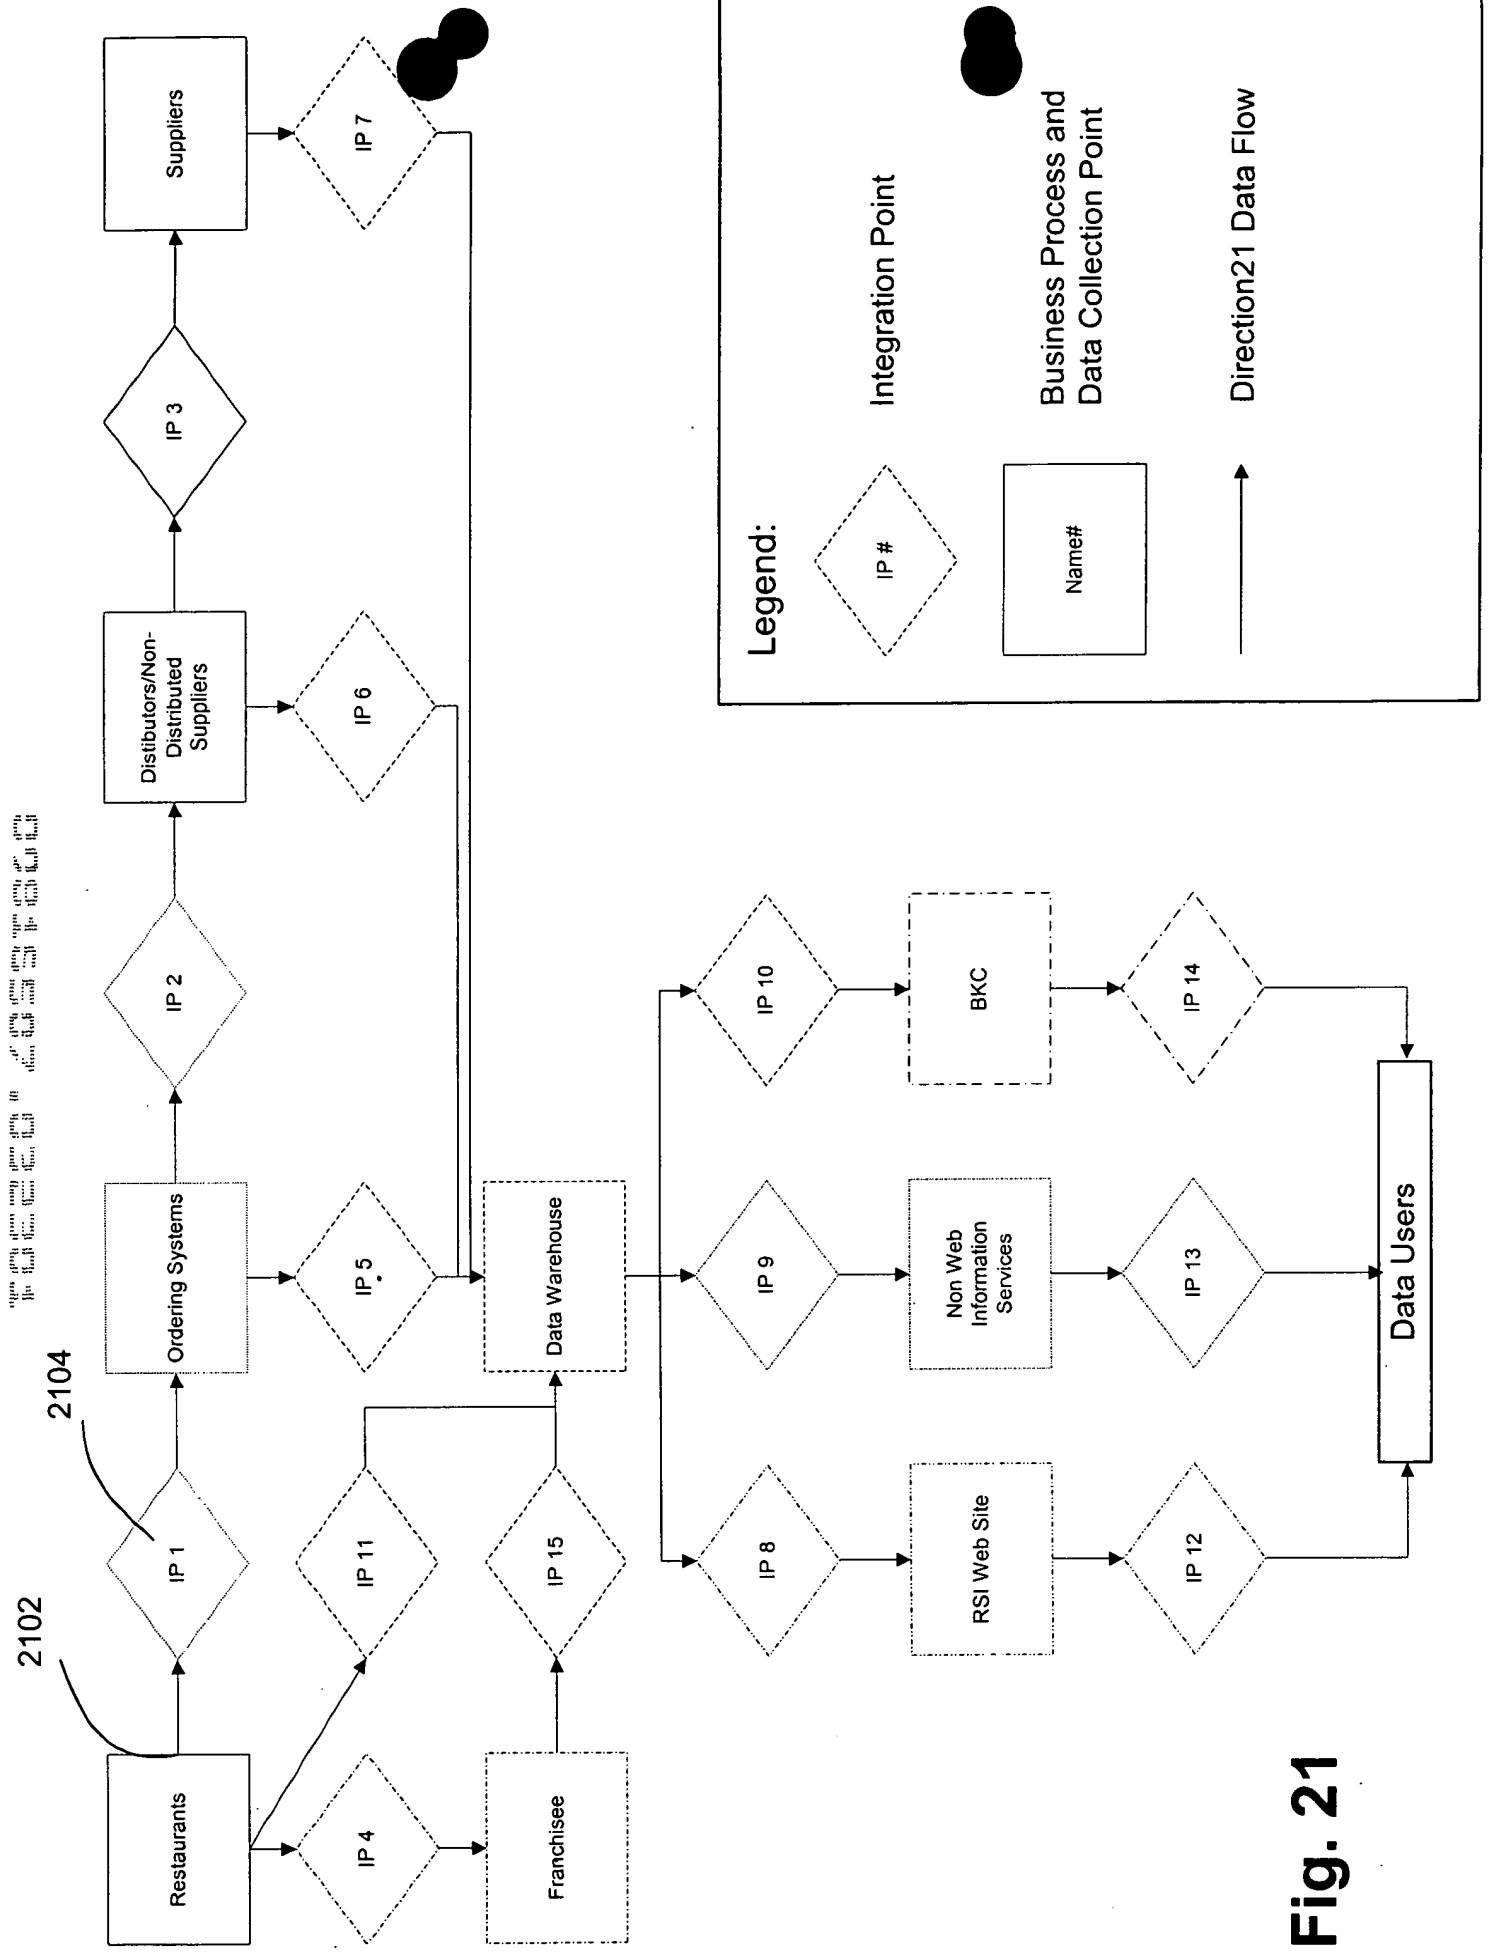 2102
2104
Restaurants
IP 1
Ordering Systems
IP 2
Distibutors/Non-
Distributed
Suppliers
IP 3
Suppliers
IP 4
IP 11
IP 5
IP 6
IP 7
Franchisee
IP 15
Data Warehouse
IP 8
IP 9
IP 10
RSI Web Site
Non Web
Information
Services
BKC
IP 12
IP 13
IP 14
Data Users
Legend:
IP #
Integration Point
Name#
Business Process and
Data Collection Point
Direction21 Data Flow
Fig. 21